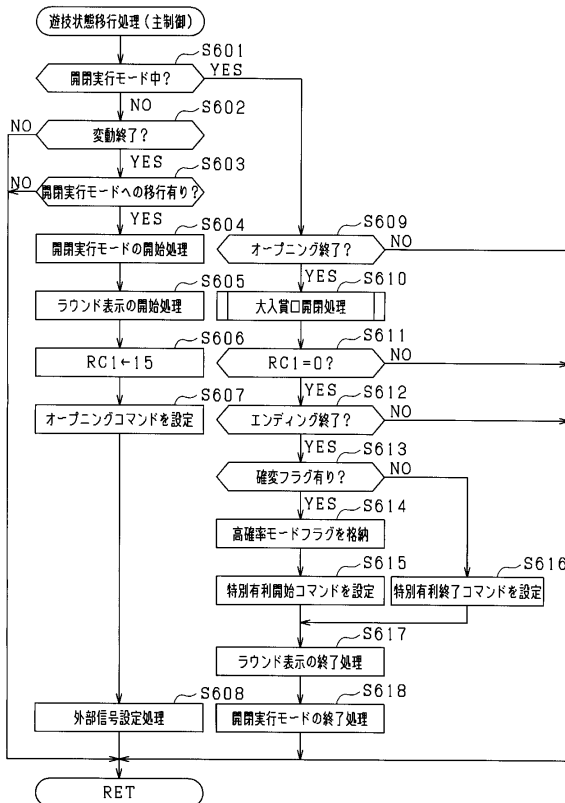 遊技状態移行処理(主制御)
S601
開閉実行モード中?
YES
NO
S602
NO
変動終了?
YES
S603
NO
開閉実行モードへの移行有り?
YES
S604
開閉実行モードの開始処理
S605
ラウンド表示の開始処理
S606
RC1←15
S607
オープニングコマンドを設定
S608
外部信号設定処理
S609
オープニング終了?
NO
YES
S610
大入賞口開閉処理
S611
RC1=0?
NO
YES
S612
エンディング終了?
NO
YES
S613
確変フラグ有り?
NO
YES
S614
高確率モードフラグを格納
S615
特別有利開始コマンドを設定
S616
特別有利終了コマンドを設定
S617
ラウンド表示の終了処理
S618
開閉実行モードの終了処理
RET